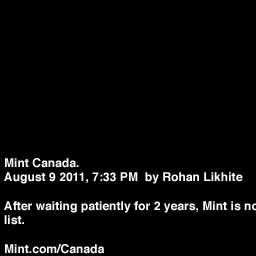 Mint Canada.
August 9 2011, 7:33 PM by Rohan Likhite
After waiting patiently for 2 years, Mint is
list.
Mint.com/Canada